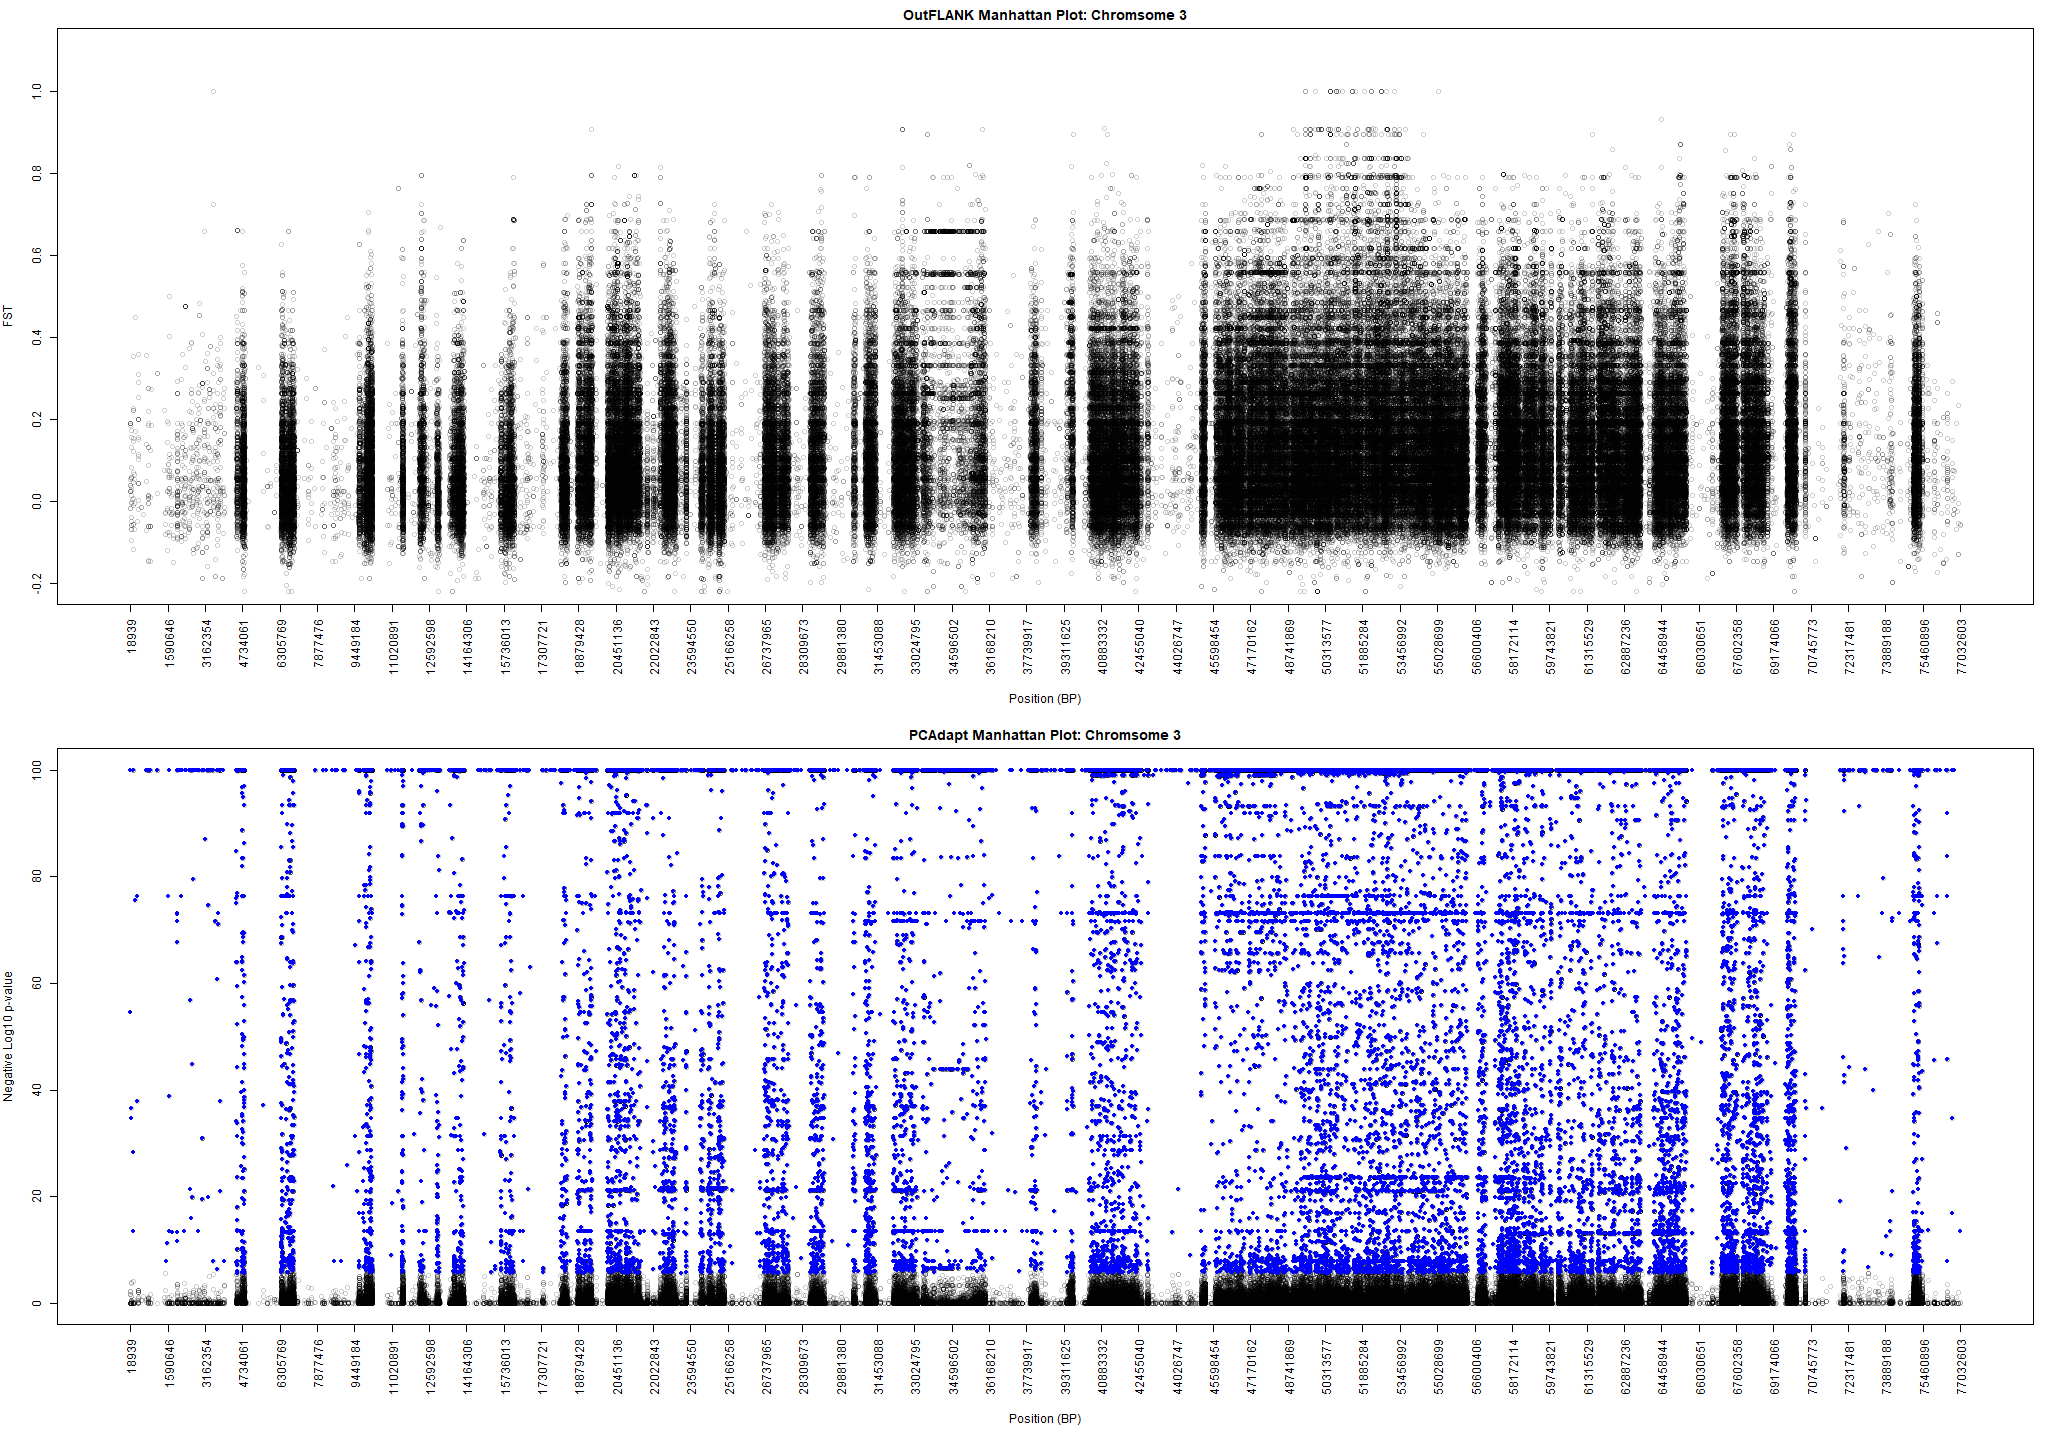 OutFLANK Manhattan Plot: Chromsome 3
FST
1.0
0.8
0.6
0.4
0.2
0.0
-0.2
18939 1590646 3162354 4734061 6305769 7877476 9449184 11020891 12592598 14164306 15736013 17307721 18879428 20451136 22022843 23594550 25166258 26737965 28309673 29881380 31453088 33024795 34596502 36168210 37739917 39311625 40883332 42455040 44026747 45598454 47170162 48741869 50313577 51885284 53456992 55028699 56600406 58172114 59743821 61315529 62887236 64458944 66030651 67602358 69174066 70745773 72317481 73889188 75460896 77032603
Position (BP)
PCAdapt Manhattan Plot: Chromsome 3
Negative Log10 p-value
100
80
60
40
20
0
18939 1590646 3162354 4734061 6305769 7877476 9449184 11020891 12592598 14164306 15736013 17307721 18879428 20451136 22022843 23594550 25166258 26737965 28309673 29881380 31453088 33024795 34596502 36168210 37739917 39311625 40883332 42455040 44026747 45598454 47170162 48741869 50313577 51885284 53456992 55028699 56600406 58172114 59743821 61315529 62887236 64458944 66030651 67602358 69174066 70745773 72317481 73889188 75460896 77032603
Position (BP)